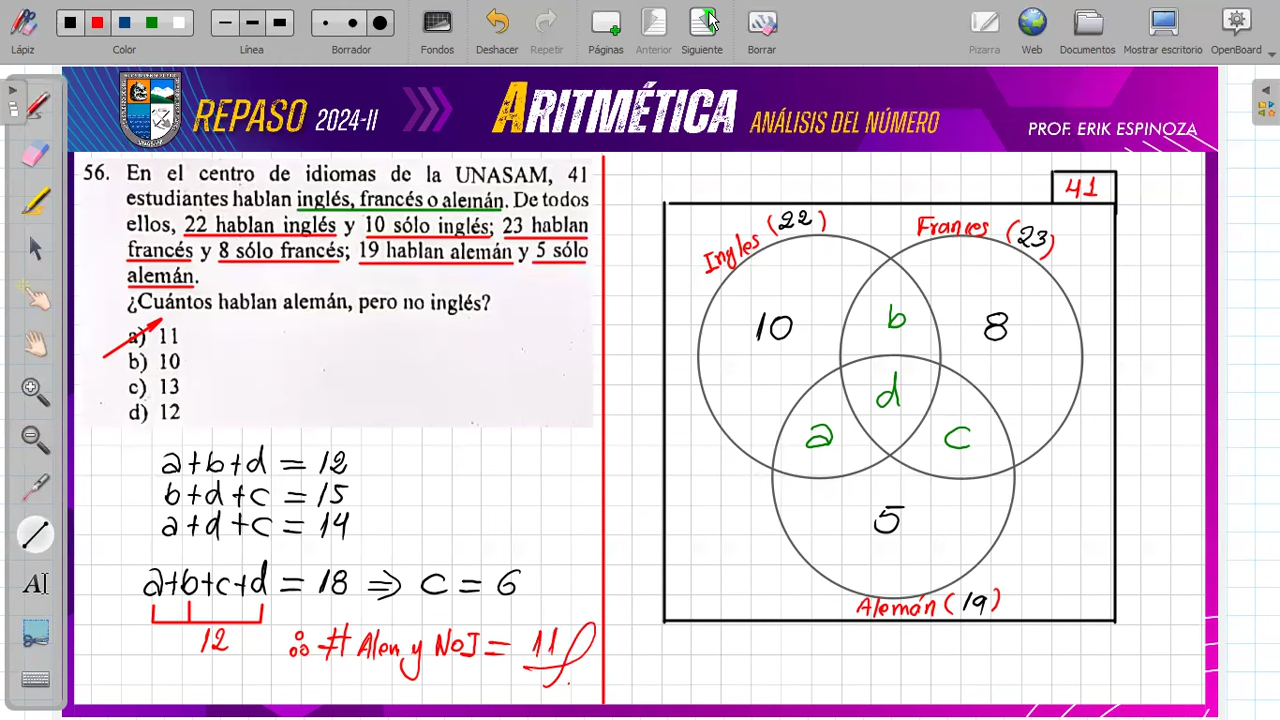 Lápiz
Color
Línea
Borrador
Fondos
Deshacer
Repetir
Páginas
Anterior
Siguiente
Borrar
Pizarra
Web
Documentos
Mostrar escritorio
OpenBoard
REPASO 2024-II
ARITMÉTICA ANÁLISIS DEL NÚMERO
PROF. ERIK ESPINOZA
56. En el centro de idiomas de la UNASAM, 41
estudiantes hablan inglés, francés o alemán. De todos
ellos, 22 hablan inglés y 10 sólo inglés; 23 hablan
francés y 8 sólo francés; 19 hablan alemán y 5 sólo
alemán.
¿Cuántos hablan alemán, pero no inglés?
a) 11
b) 10
c) 13
d) 12
a+b+d = 12
b+d+c = 15
a+d+c = 14
a+b+c+d = 18 ⇒ c = 6
12
∴ # Alen y NoI = 11
41
Ingles (22)
Frances (23)
10
b
8
d
a
c
5
Alemán (19)
AI